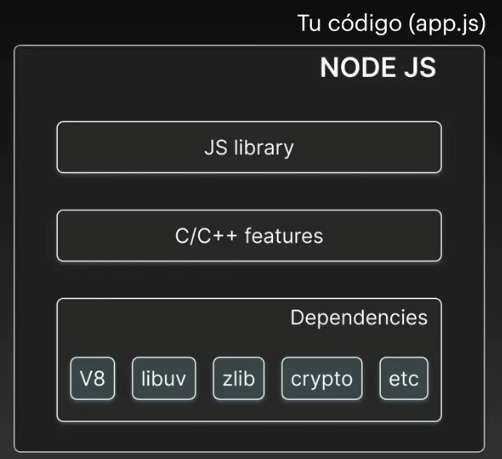 Tu código (app.js)
NODE JS
JS library
C/C++ features
Dependencies
V8 libuv zlib crypto etc